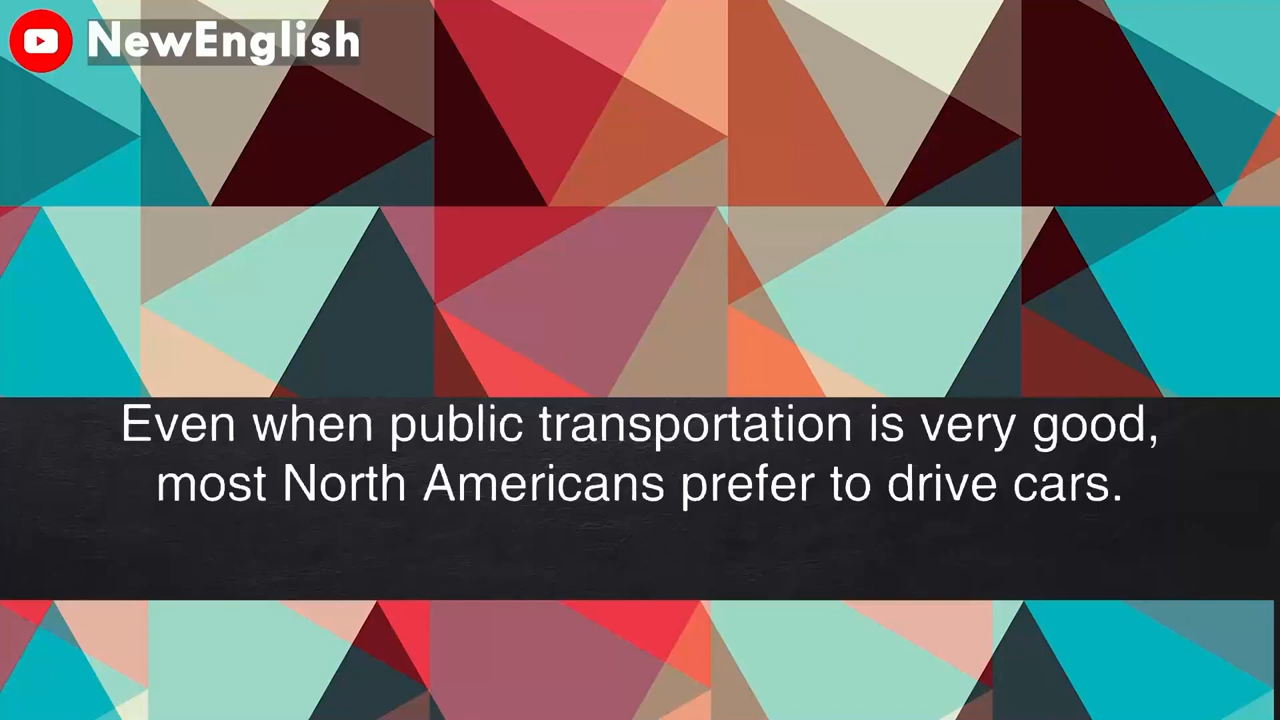 NewEnglish
Even when public transportation is very good,
most North Americans prefer to drive cars.